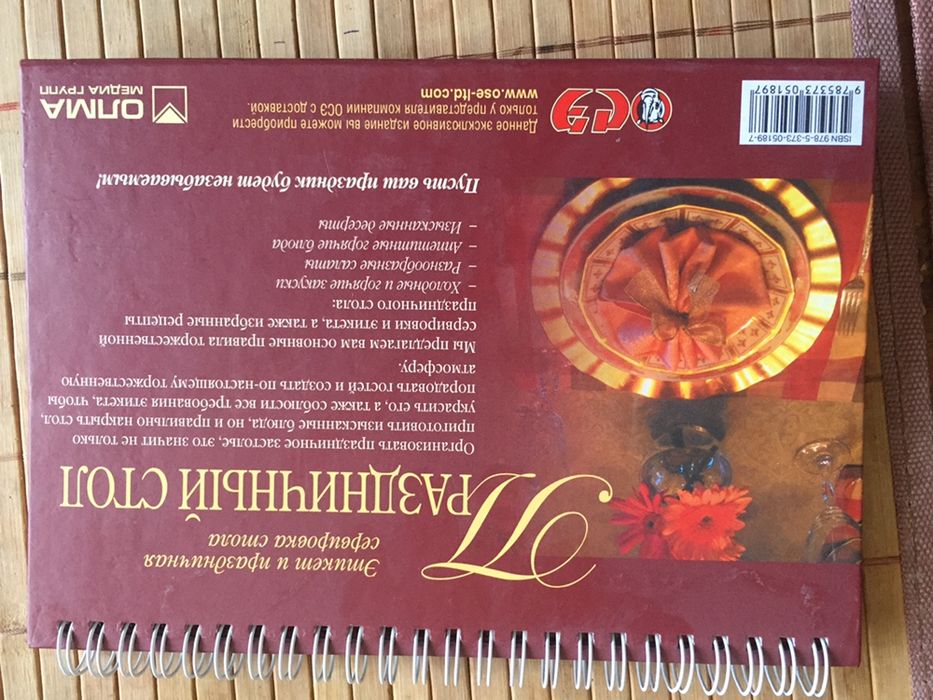 Этикет и праздничная
сервировка стола
ПРАЗДНИЧНЫЙ СТОЛ
Организовать праздничное застолье, это значит не только
приготовить изысканные блюда, но и правильно накрыть стол,
украсить его, а также соблюсти все требования этикета, чтобы
порадовать гостей и создать по-настоящему торжественную
атмосферу.
Мы предлагаем вам основные правила торжественной
сервировки и этикета, а также избранные рецепты
праздничного стола:
– Холодные и горячие закуски
– Разнообразные салаты
– Аппетитные горячие блюда
– Изысканные десерты
Пусть ваш праздник будет незабываемым!
ISBN 978-5-373-05189-7
9 785373 051897
ОСЭ
Данное эксклюзивное издание вы можете приобрести
только у представителя компании ОСЭ с доставкой.
www.ose-ltd.com
ОЛМА
МЕДИА ГРУПП